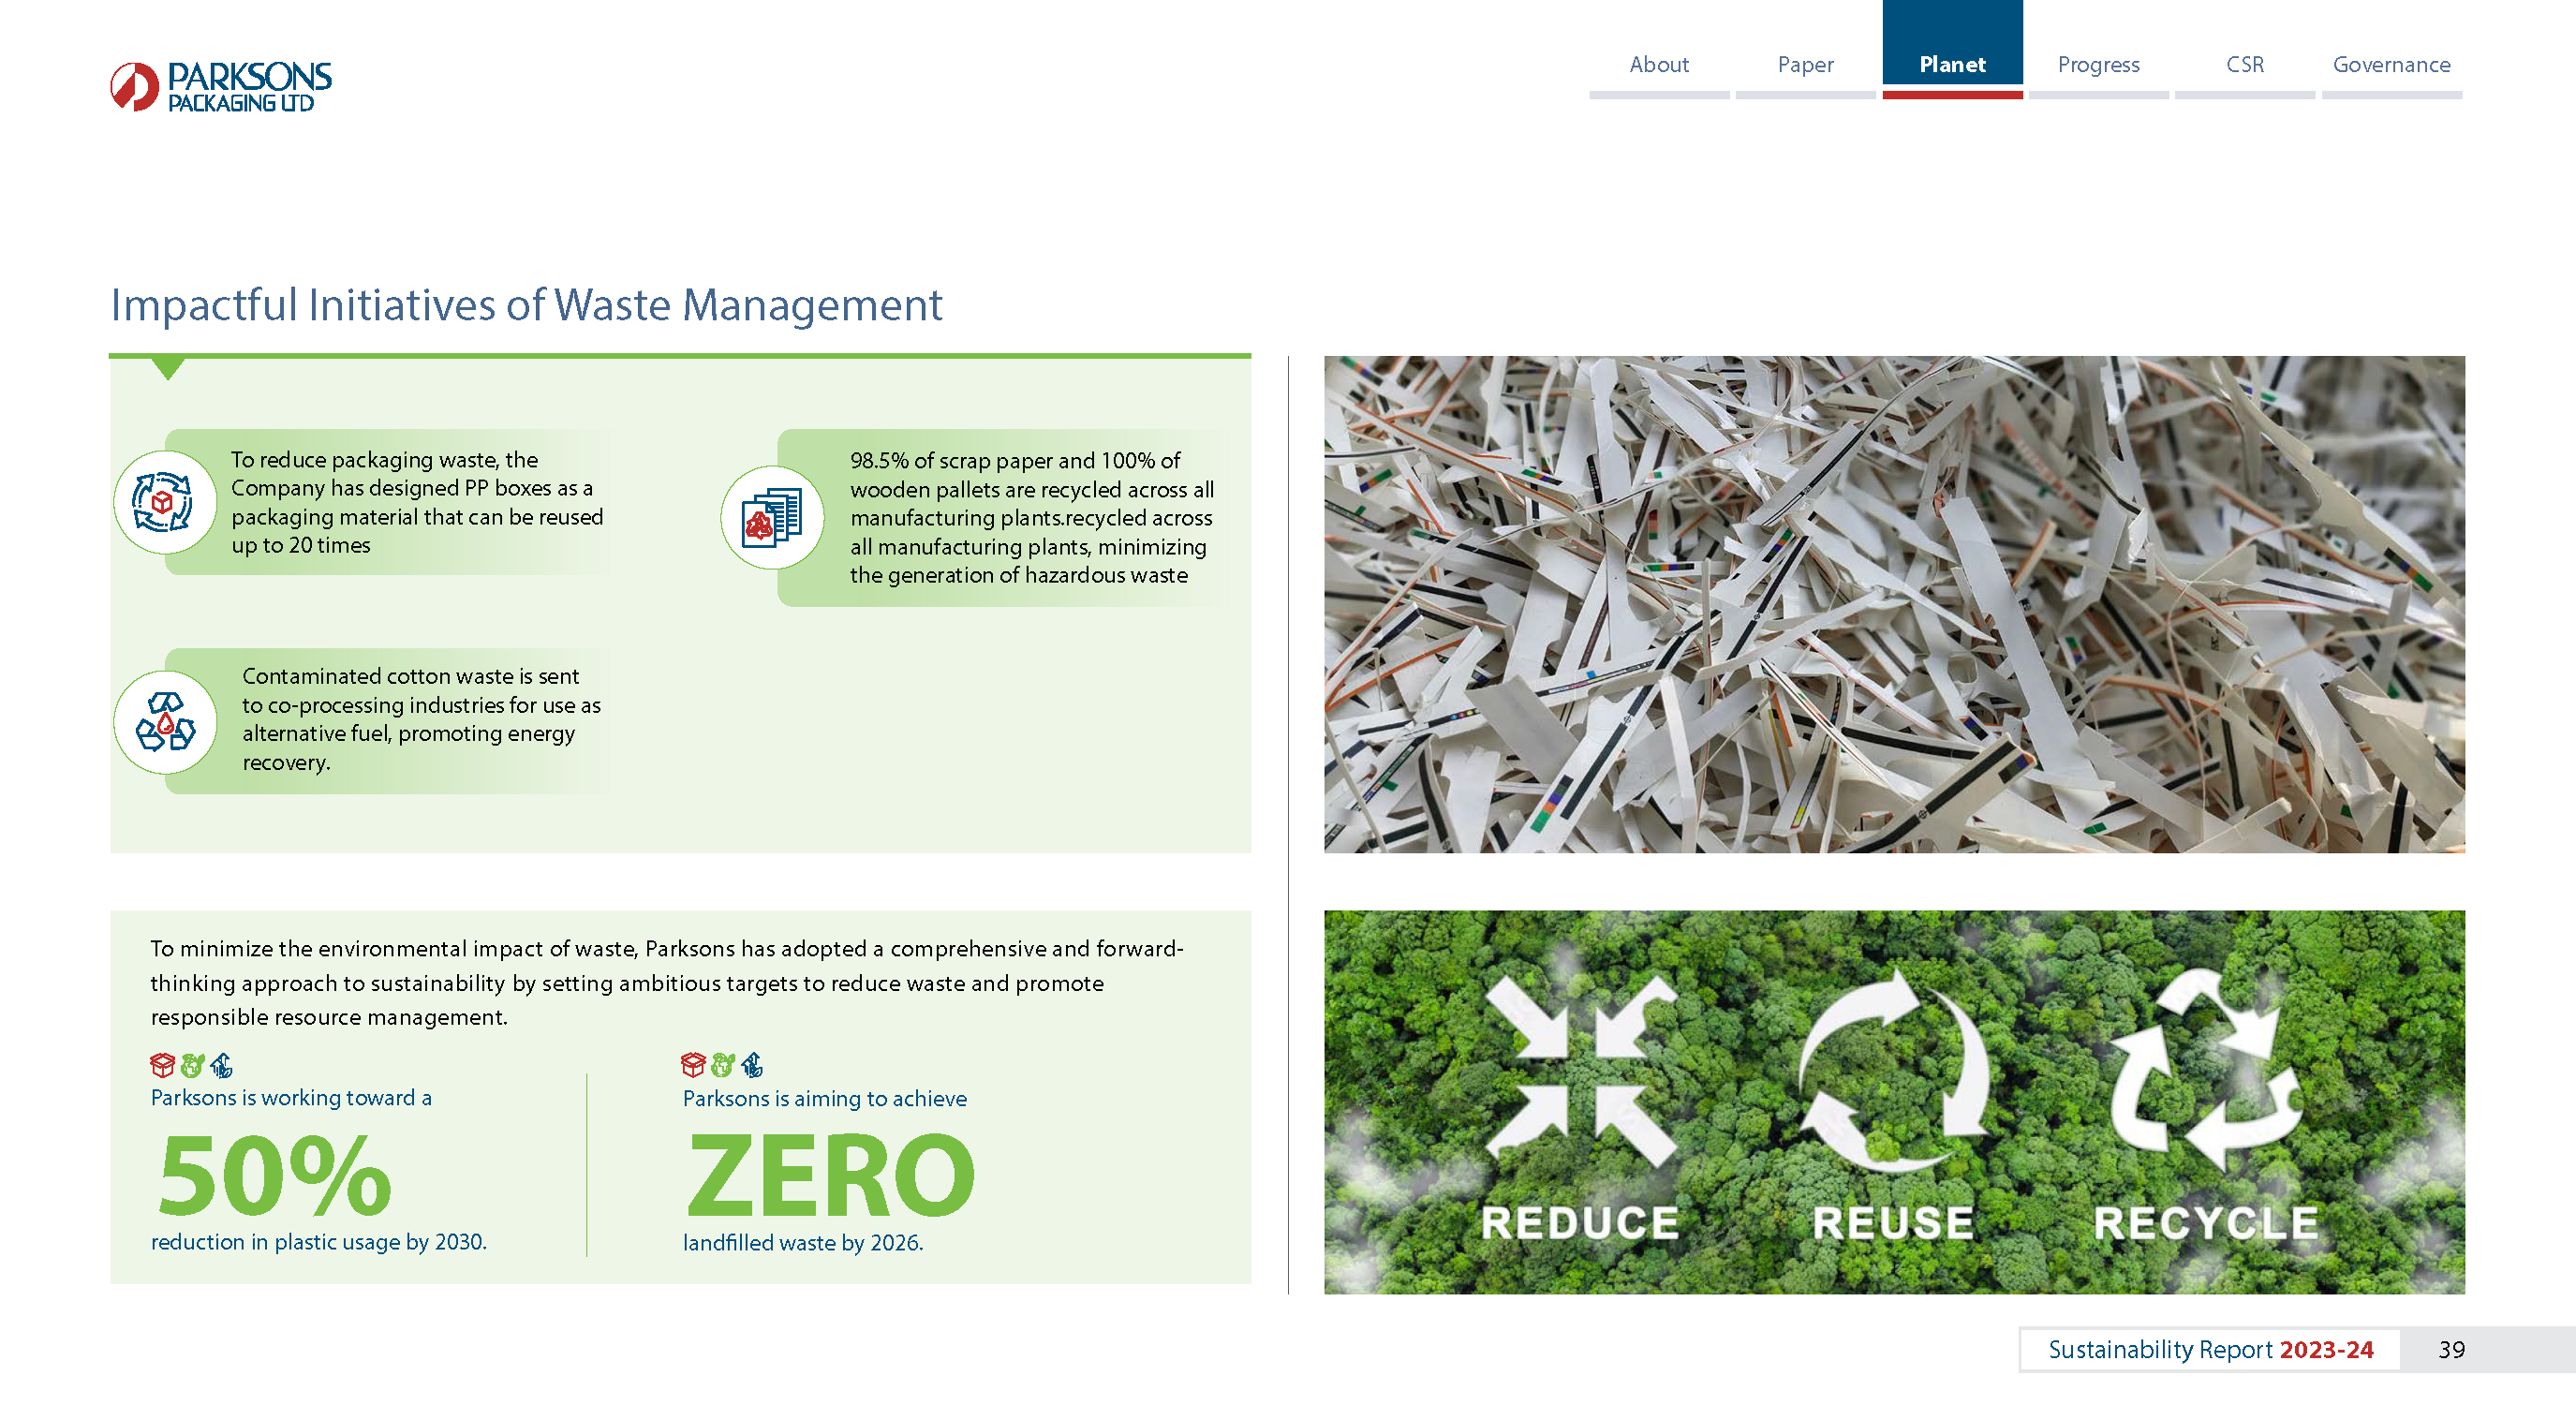 PARKSONS
PACKAGING LTD
About
Paper
Planet
Progress
CSR
Governance
Impactful Initiatives of Waste Management
To reduce packaging waste, the
Company has designed PP boxes as a
packaging material that can be reused
up to 20 times
98.5% of scrap paper and 100% of
wooden pallets are recycled across all
manufacturing plants.recycled across
all manufacturing plants, minimizing
the generation of hazardous waste
Contaminated cotton waste is sent
to co-processing industries for use as
alternative fuel, promoting energy
recovery.
To minimize the environmental impact of waste, Parksons has adopted a comprehensive and forward-
thinking approach to sustainability by setting ambitious targets to reduce waste and promote
responsible resource management.
Parksons is working toward a
50%
reduction in plastic usage by 2030.
Parksons is aiming to achieve
ZERO
landfilled waste by 2026.
REDUCE
REUSE
RECYCLE
Sustainability Report 2023-24
39